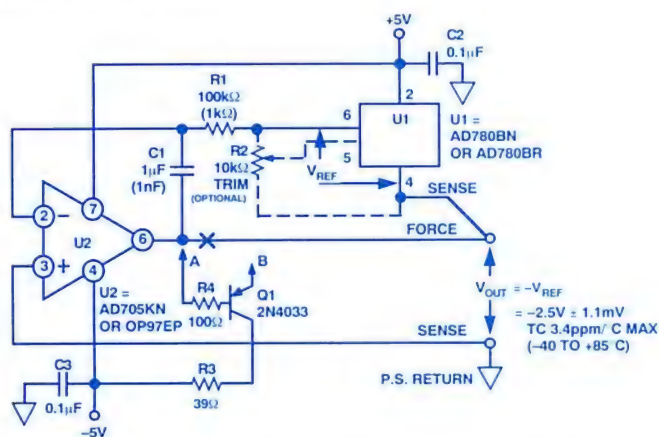 +5V
C2
0.1µF
R1
100kΩ
(1kΩ)
2
6
U1
U1 =
AD780BN
OR AD780BR
C1
1µF
(1nF)
R2
10kΩ
TRIM
(OPTIONAL)
5
VREF
4
SENSE
2
−
7
6
FORCE
U2
3
+
4
A
B
R4
100Ω
Q1
2N4033
U2 =
AD705KN
OR OP97EP
VOUT = −VREF
= −2.5V ± 1.1mV
TC 3.4ppm/ C MAX
(−40 TO +85 C)
SENSE
C3
0.1µF
R3
39Ω
P.S. RETURN
−5V